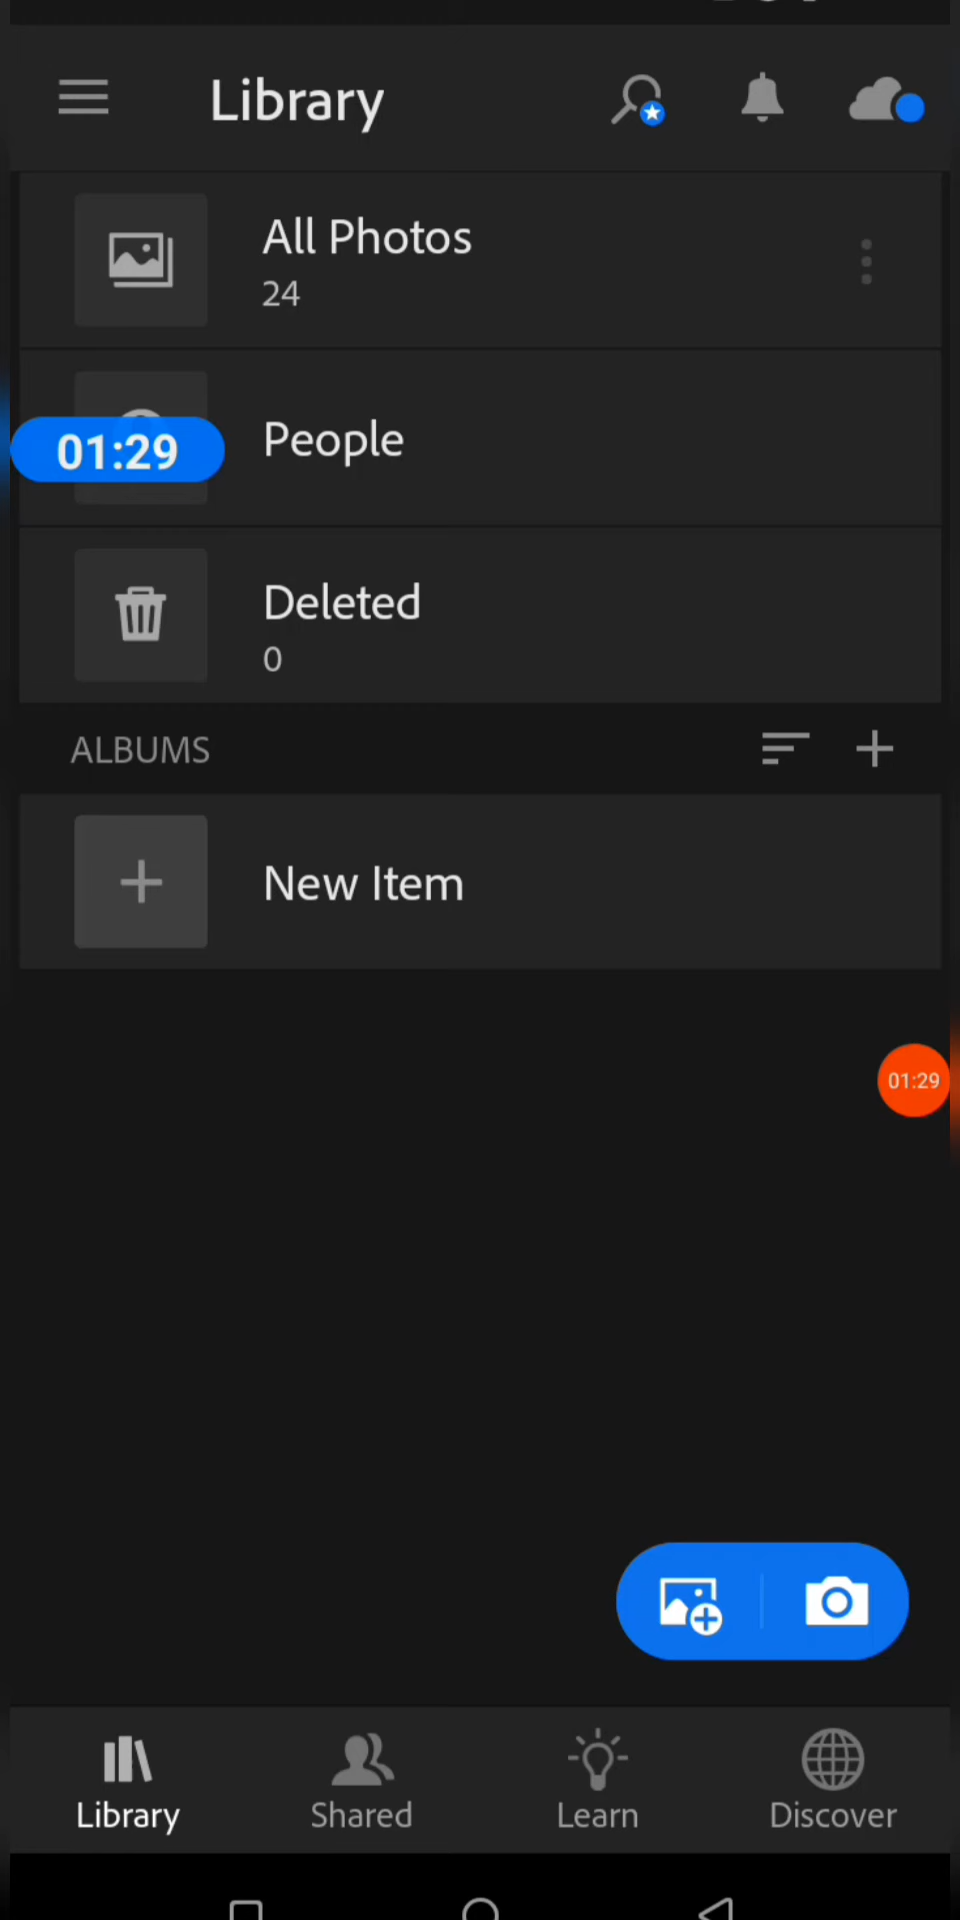 Library
All Photos
24
01:29
People
Deleted
0
ALBUMS
New Item
01:29
Library
Shared
Learn
Discover